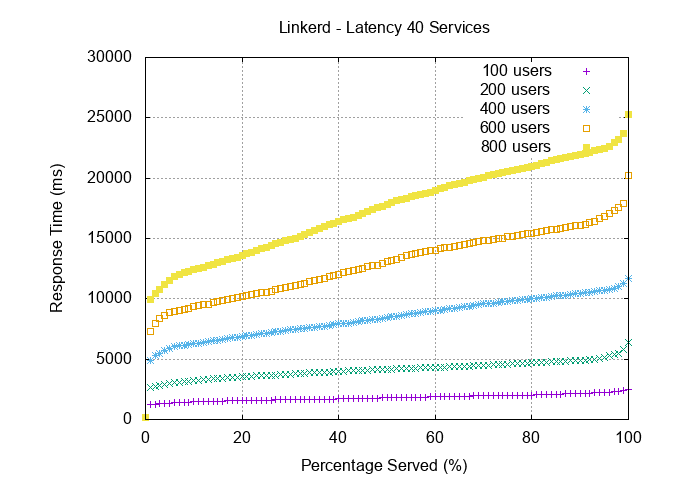 Linkerd - Latency 40 Services
30000
25000
20000
15000
10000
5000
0
Response Time (ms)
100 users
200 users
400 users
600 users
800 users
0 20 40 60 80 100
Percentage Served (%)